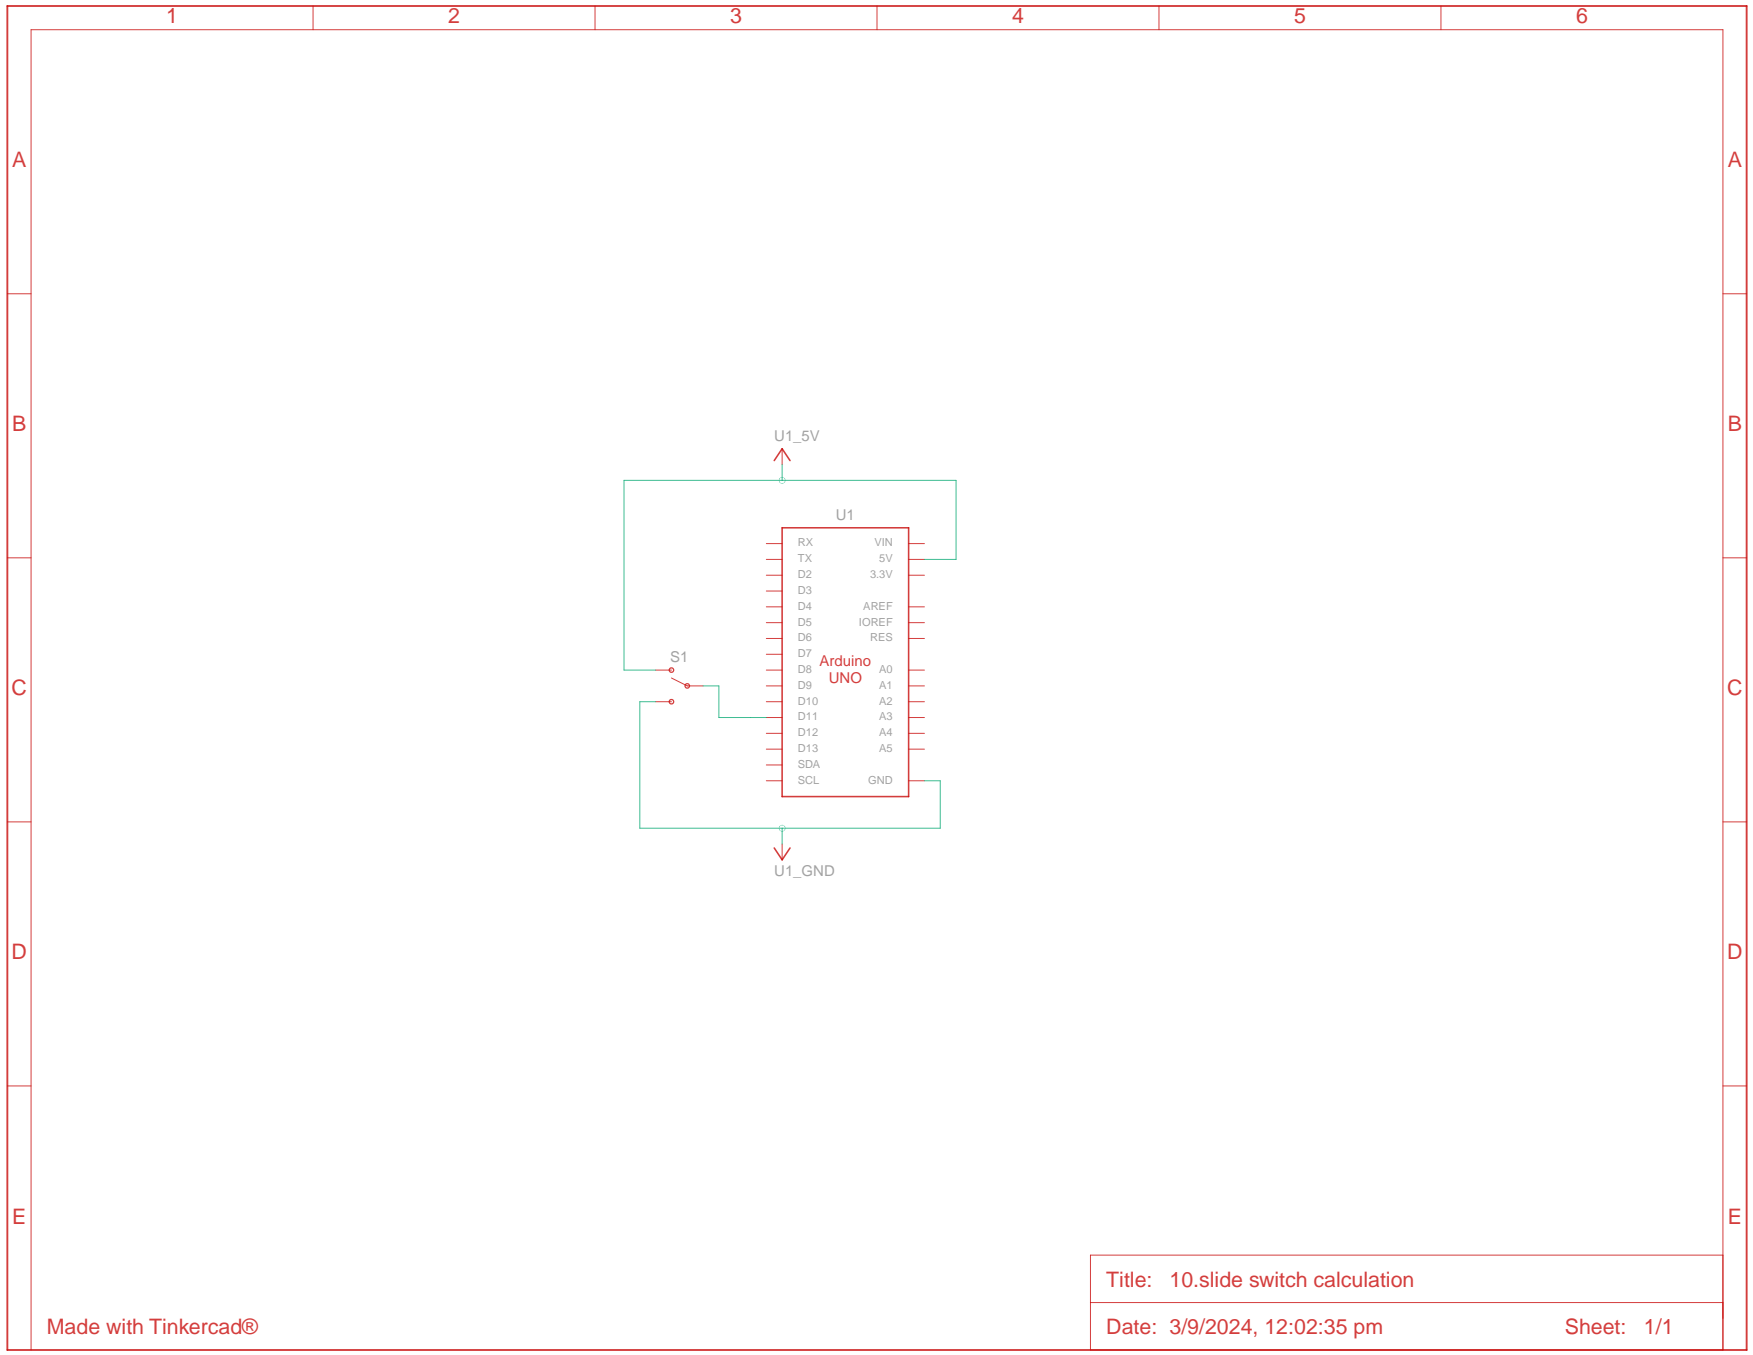 1 2 3 4 5 6
A A
B B
U1_5V
U1
RX VIN
TX 5V
D2 3.3V
D3
D4 AREF
D5 IOREF
D6 RES
D7
S1
Arduino
D8 A0
UNO
C C
D9 A1
D10 A2
D11 A3
D12 A4
D13 A5
SDA
SCL GND
U1_GND
D D
E E
Title: 10.slide switch calculation
Made with Tinkercad®
Date: 3/9/2024, 12:02:35 pm Sheet: 1/1